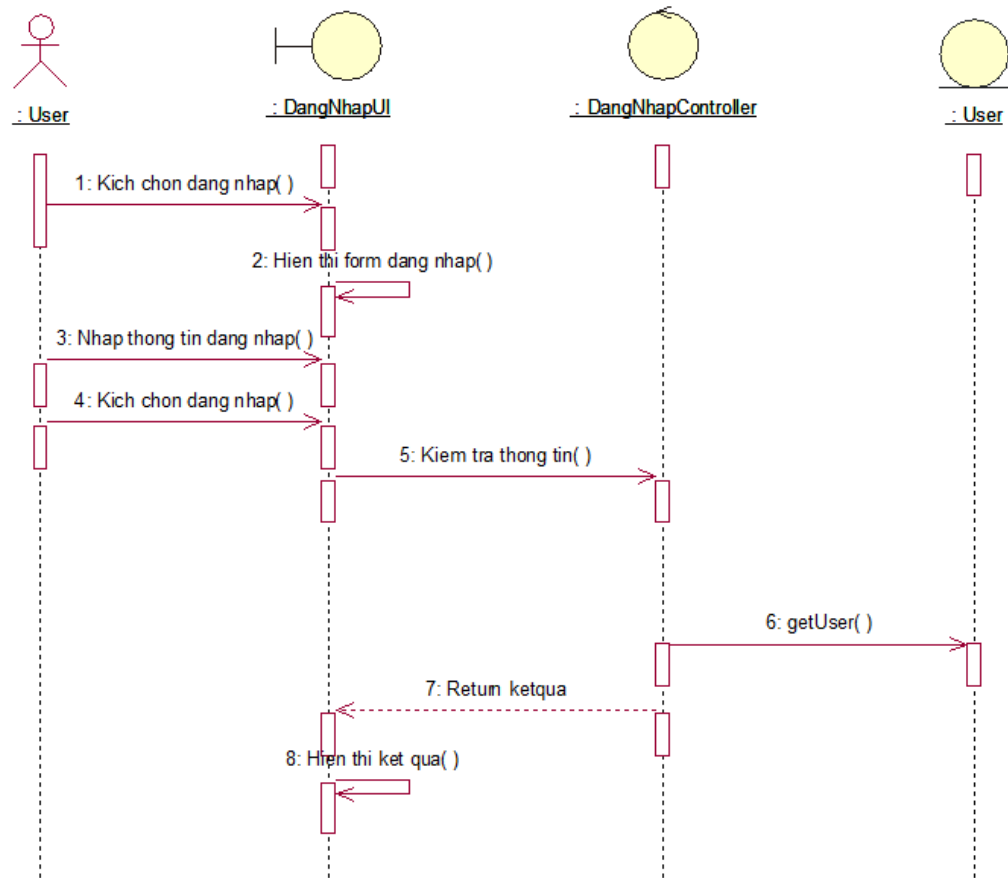 : User
: DangNhapUI
: DangNhapController
: User
1: Kich chon dang nhap( )
2: Hien thi form dang nhap( )
3: Nhap thong tin dang nhap( )
4: Kich chon dang nhap( )
5: Kiem tra thong tin( )
6: getUser( )
7: Return ketqua
8: Hien thi ket qua( )